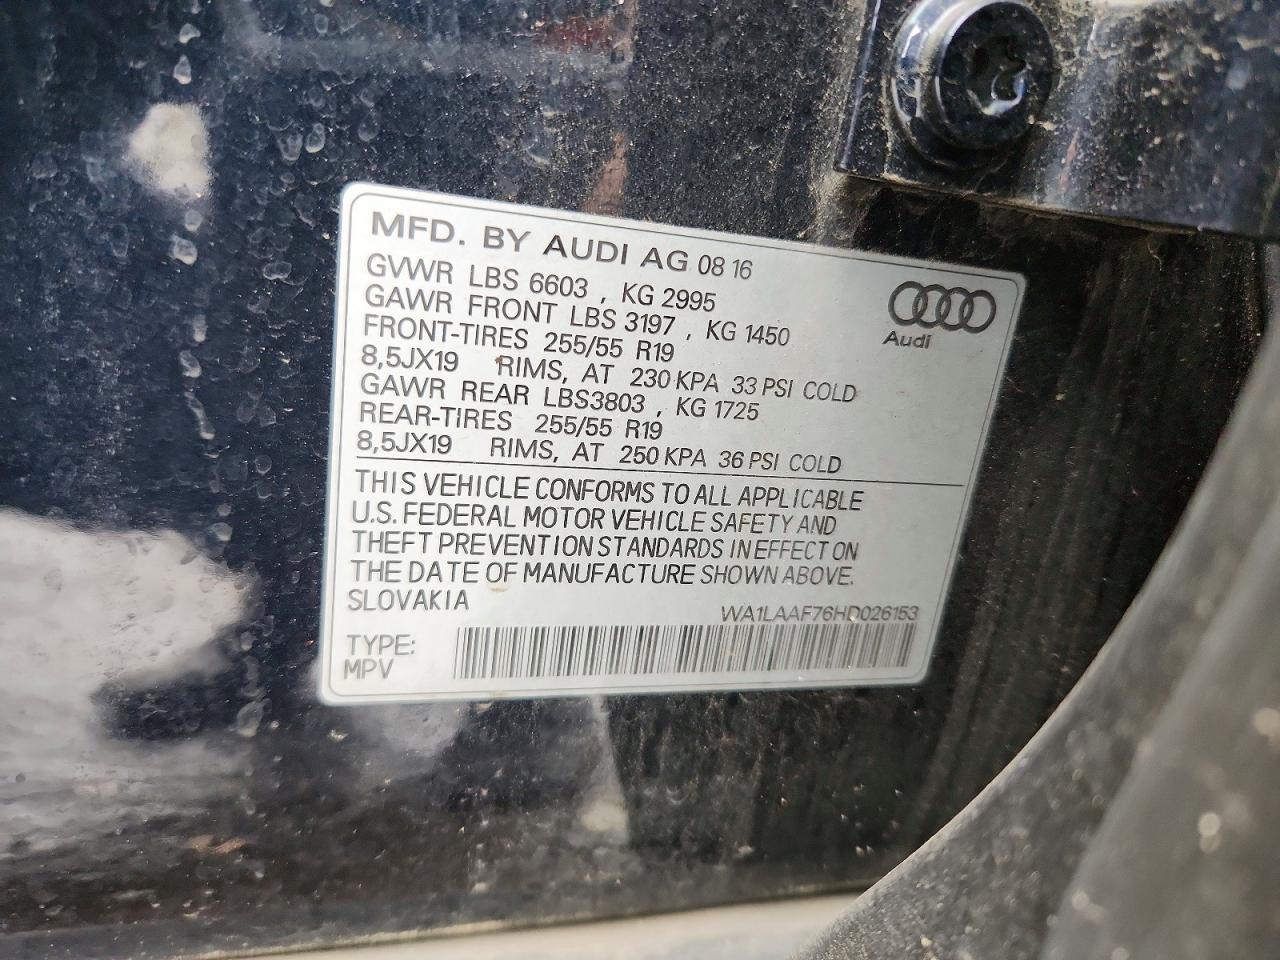 MFD. BY AUDI AG 08 16
GVWR LBS 6603 , KG 2995
GAWR FRONT LBS 3197 , KG 1450
FRONT-TIRES 255/55 R19
8,5JX19 RIMS, AT 230 KPA 33 PSI COLD
GAWR REAR LBS3803 , KG 1725
REAR-TIRES 255/55 R19
8,5JX19 RIMS, AT 250 KPA 36 PSI COLD
Audi
THIS VEHICLE CONFORMS TO ALL APPLICABLE
U.S. FEDERAL MOTOR VEHICLE SAFETY AND
THEFT PREVENTION STANDARDS IN EFFECT ON
THE DATE OF MANUFACTURE SHOWN ABOVE.
SLOVAKIA
WA1LAAF76HD026153
TYPE:
MPV